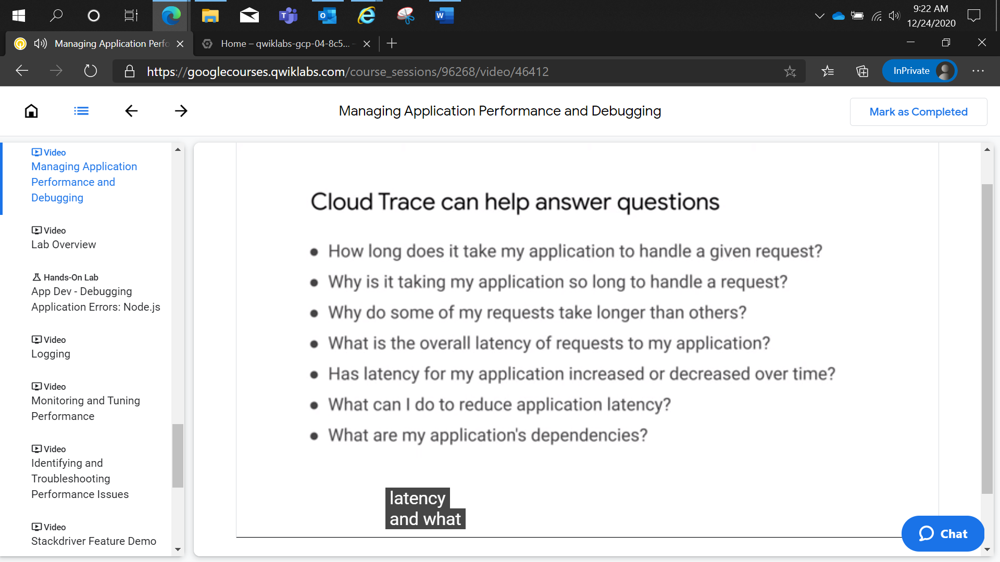 9:22 AM
12/24/2020
Managing Application Perfo
Home – qwiklabs-gcp-04-8c5... -
https://googlecourses.qwiklabs.com/course_sessions/96268/video/46412
InPrivate
Managing Application Performance and Debugging
Mark as Completed
Video
Managing Application
Performance and
Debugging
Video
Lab Overview
Hands-On Lab
App Dev - Debugging
Application Errors: Node.js
Video
Logging
Video
Monitoring and Tuning
Performance
Video
Identifying and
Troubleshooting
Performance Issues
Video
Stackdriver Feature Demo
Cloud Trace can help answer questions
● How long does it take my application to handle a given request?
● Why is it taking my application so long to handle a request?
● Why do some of my requests take longer than others?
● What is the overall latency of requests to my application?
● Has latency for my application increased or decreased over time?
● What can I do to reduce application latency?
● What are my application's dependencies?
latency
and what
Chat